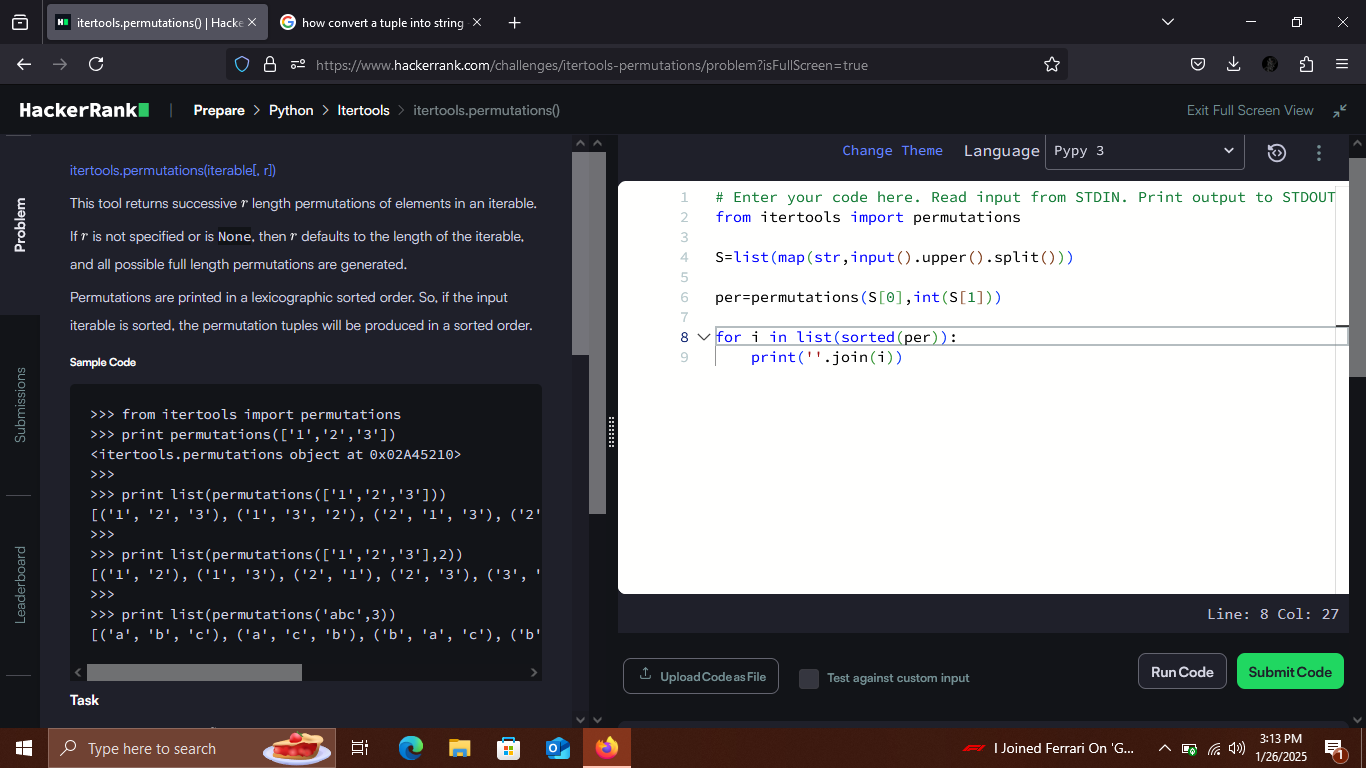 itertools.permutations() | Hacke
how convert a tuple into string
https://www.hackerrank.com/challenges/itertools-permutations/problem?isFullScreen=true
HackerRank
|
Prepare > Python > Itertools > itertools.permutations()
Exit Full Screen View
Problem
Submissions
Leaderboard
itertools.permutations(iterable[, r])
This tool returns successive r length permutations of elements in an iterable.
If r is not specified or is None, then r defaults to the length of the iterable,
and all possible full length permutations are generated.
Permutations are printed in a lexicographic sorted order. So, if the input
iterable is sorted, the permutation tuples will be produced in a sorted order.
Sample Code
>>> from itertools import permutations
>>> print permutations(['1','2','3'])
<itertools.permutations object at 0x02A45210>
>>>
>>> print list(permutations(['1','2','3']))
[('1', '2', '3'), ('1', '3', '2'), ('2', '1', '3'), ('2'
>>>
>>> print list(permutations(['1','2','3'],2))
[('1', '2'), ('1', '3'), ('2', '1'), ('2', '3'), ('3', '
>>>
>>> print list(permutations('abc',3))
[('a', 'b', 'c'), ('a', 'c', 'b'), ('b', 'a', 'c'), ('b'
Task
Change Theme
Language
Pypy 3
1 # Enter your code here. Read input from STDIN. Print output to STDOUT
2 from itertools import permutations
3
4 S=list(map(str,input().upper().split()))
5
6 per=permutations(S[0],int(S[1]))
7
8 for i in list(sorted(per)):
9     print(''.join(i))
Line: 8 Col: 27
Upload Code as File
Test against custom input
Run Code
Submit Code
Type here to search
I Joined Ferrari On 'G...
3:13 PM
1/26/2025
1